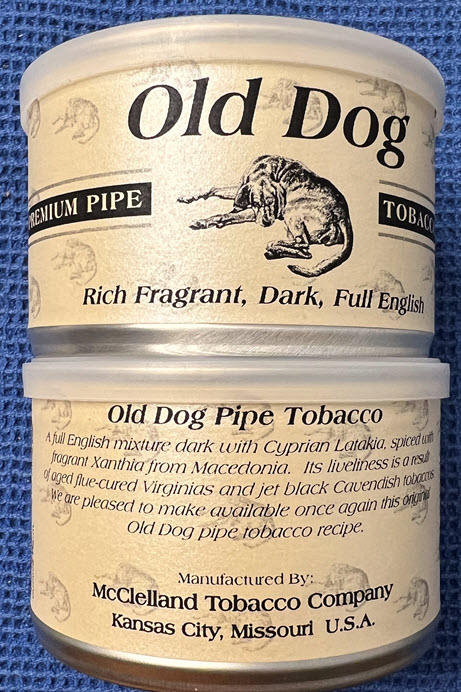 Old Dog
PREMIUM PIPE
TOBACCO
Rich Fragrant, Dark, Full English
Old Dog Pipe Tobacco
A full English mixture dark with Cyprian Latakia, spiced with
fragrant Xanthia from Macedonia. Its liveliness is a result
of aged flue-cured Virginias and jet black Cavendish tobaccos.
We are pleased to make available once again this original
Old Dog pipe tobacco recipe.
Manufactured By:
McClelland Tobacco Company
Kansas City, Missouri U.S.A.